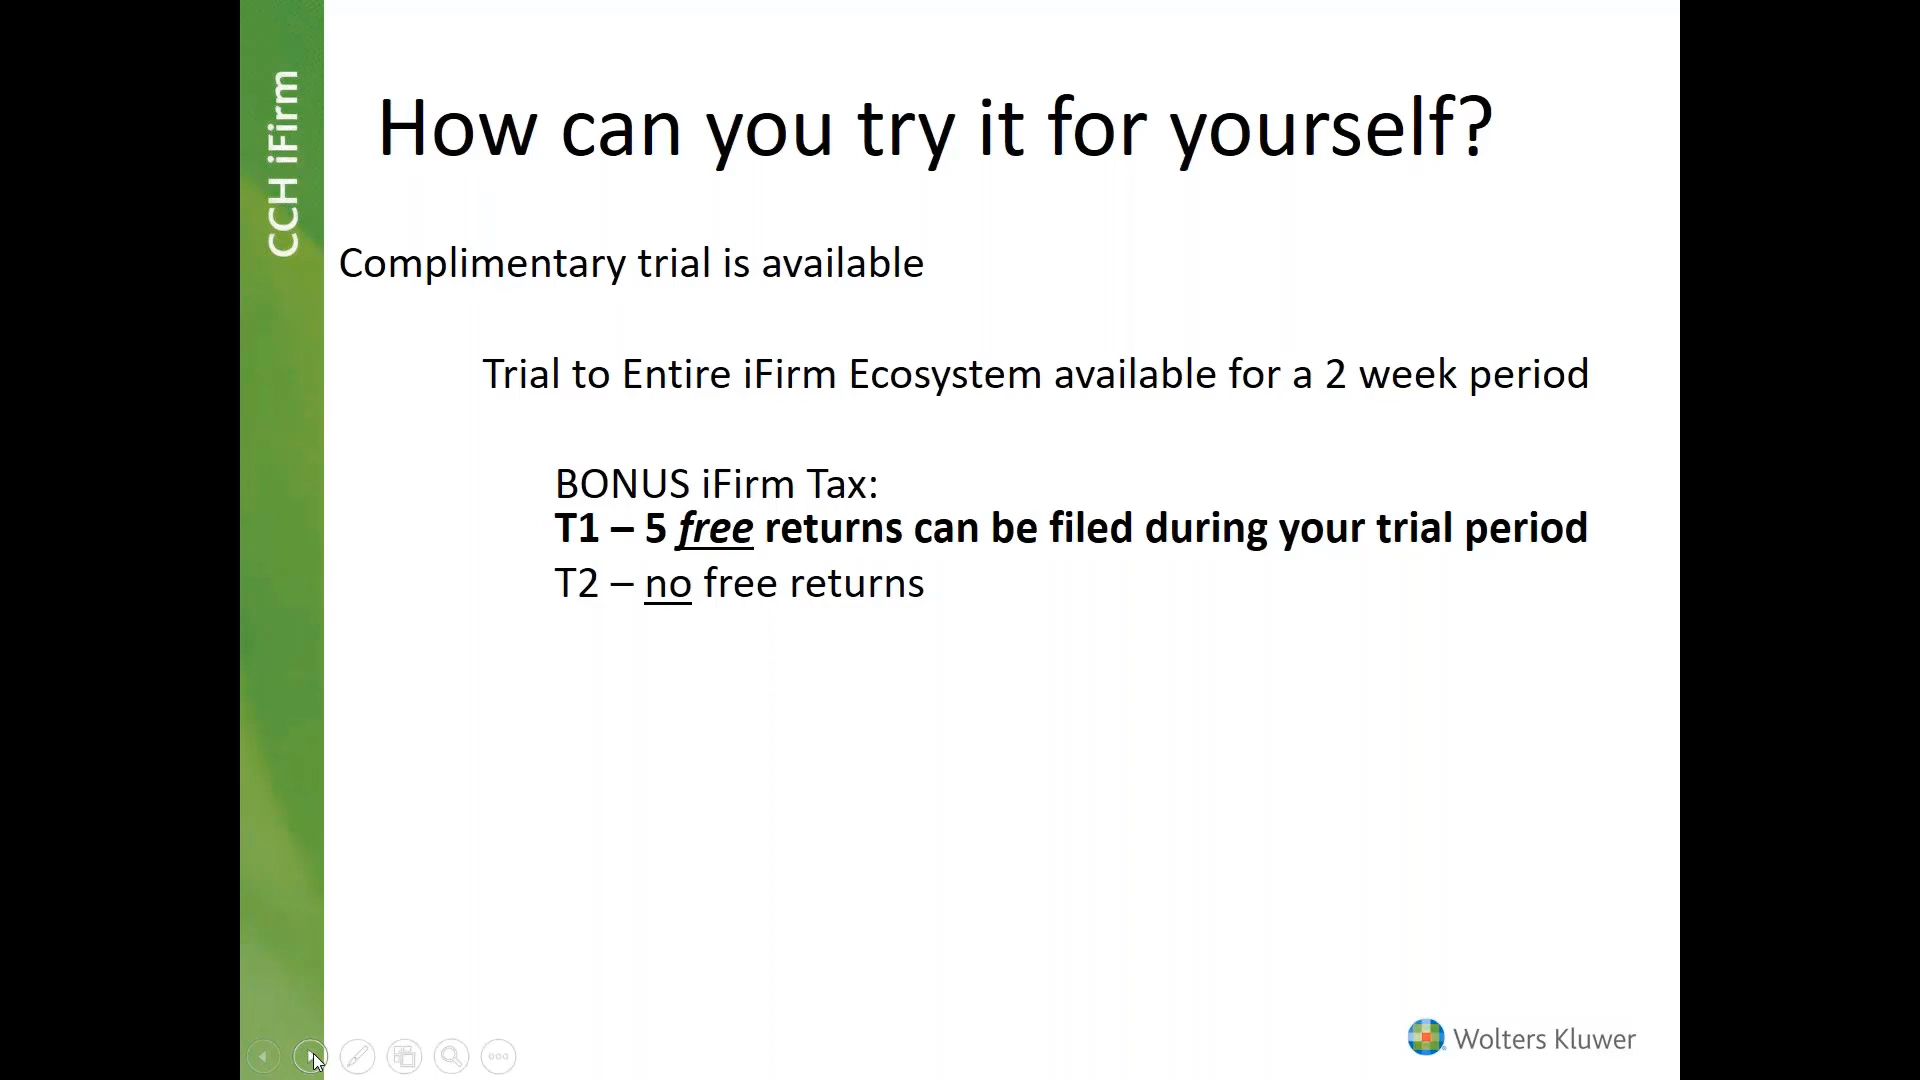 CCH iFirm
How can you try it for yourself?
Complimentary trial is available
Trial to Entire iFirm Ecosystem available for a 2 week period
BONUS iFirm Tax:
T1 – 5 free returns can be filed during your trial period
T2 – no free returns
Wolters Kluwer